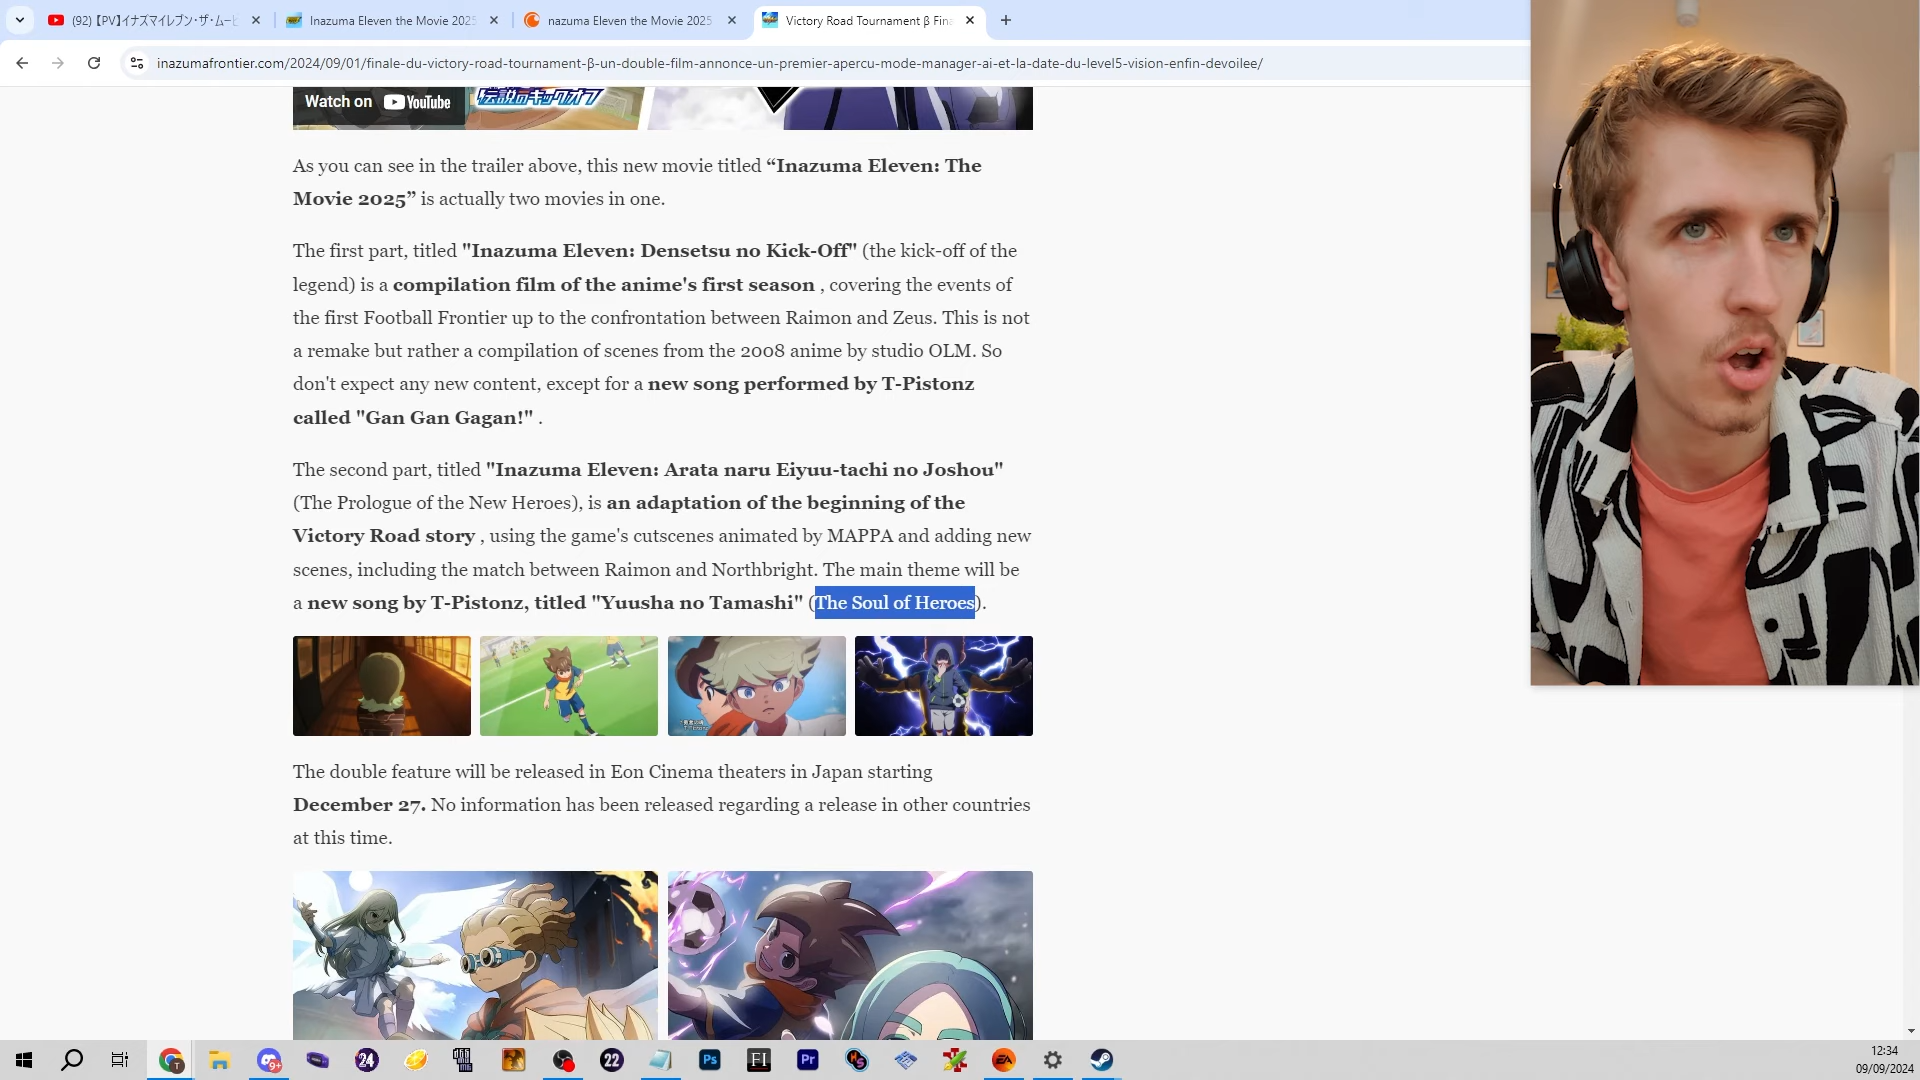 (92) 【PV】イナズマイレブン・ザ・ムービ
Inazuma Eleven the Movie 2025
nazuma Eleven the Movie 2025
Victory Road Tournament β Fina
inazumafrontier.com/2024/09/01/finale-du-victory-road-tournament-β-un-double-film-annonce-un-premier-apercu-mode-manager-ai-et-la-date-du-level5-vision-enfin-devoilee/
Watch on YouTube
伝説のキックオフ
As you can see in the trailer above, this new movie titled “Inazuma Eleven: The
Movie 2025” is actually two movies in one.
The first part, titled "Inazuma Eleven: Densetsu no Kick-Off" (the kick-off of the
legend) is a compilation film of the anime's first season , covering the events of
the first Football Frontier up to the confrontation between Raimon and Zeus. This is not
a remake but rather a compilation of scenes from the 2008 anime by studio OLM. So
don't expect any new content, except for a new song performed by T-Pistonz
called "Gan Gan Gagan!" .
The second part, titled "Inazuma Eleven: Arata naru Eiyuu-tachi no Joshou"
(The Prologue of the New Heroes), is an adaptation of the beginning of the
Victory Road story , using the game's cutscenes animated by MAPPA and adding new
scenes, including the match between Raimon and Northbright. The main theme will be
a new song by T-Pistonz, titled "Yuusha no Tamashi" (The Soul of Heroes).
The double feature will be released in Eon Cinema theaters in Japan starting
December 27. No information has been released regarding a release in other countries
at this time.
9+
24
22
Ps
FI
Pr
EA
12:34
09/09/2024